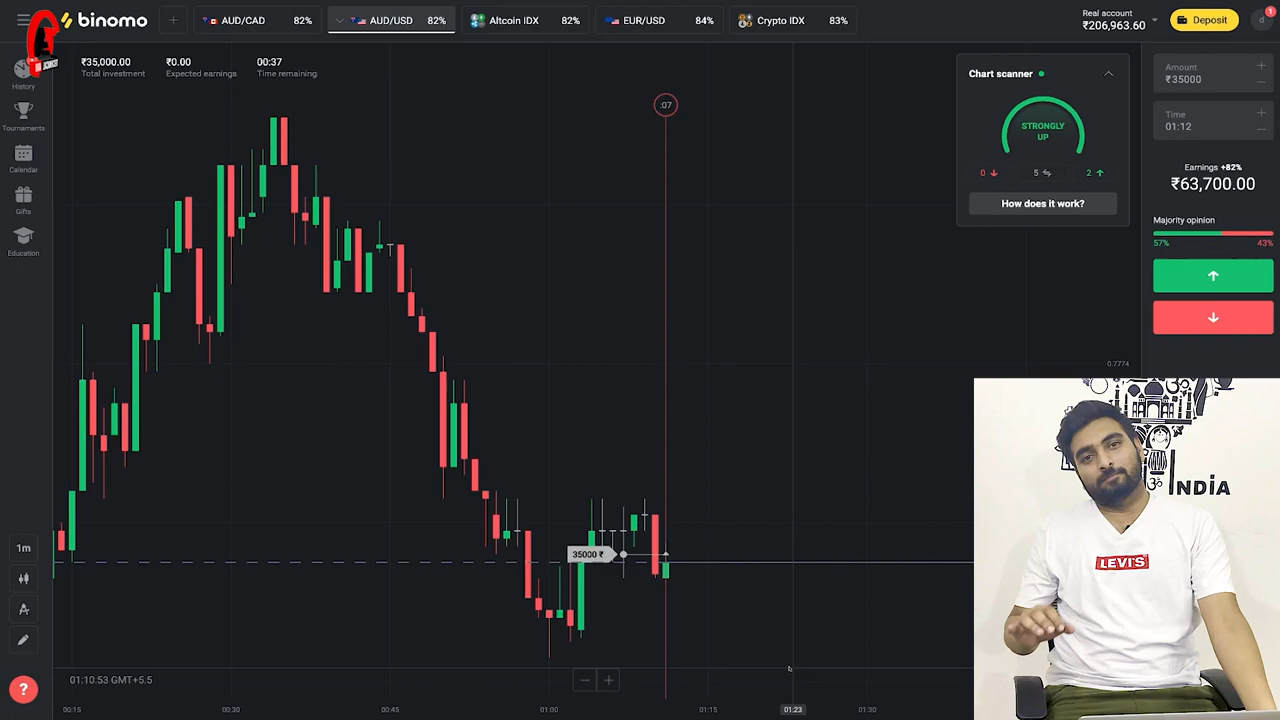 binomo
+
AUD/CAD 82%
AUD/USD 82%
Altcoin IDX 82%
EUR/USD 84%
Crypto IDX 83%
Real account
₹206,963.60
Deposit
d
1
History
Tournaments
Calendar
Gifts
Education
₹35,000.00
Total investment
₹0.00
Expected earnings
00:37
Time remaining
:07
Chart scanner
STRONGLY
UP
0 5 2
How does it work?
Amount
₹35000
Time
01:12
Earnings +82%
₹63,700.00
Majority opinion
57% 43%
0.7774
35000 ₹
INDIA
LEVI'S
1m
?
01:10.53 GMT+5.5
00:15
00:30
00:45
01:00
01:15
01:23
01:30